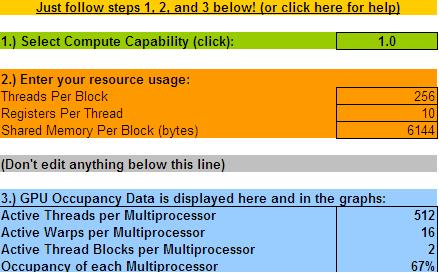 Just follow steps 1, 2, and 3 below! (or click here for help)
1.) Select Compute Capability (click): 1.0
2.) Enter your resource usage:
Threads Per Block 256
Registers Per Thread 10
Shared Memory Per Block (bytes) 6144
(Don't edit anything below this line)
3.) GPU Occupancy Data is displayed here and in the graphs:
Active Threads per Multiprocessor 512
Active Warps per Multiprocessor 16
Active Thread Blocks per Multiprocessor 2
Occupancy of each Multiprocessor 67%